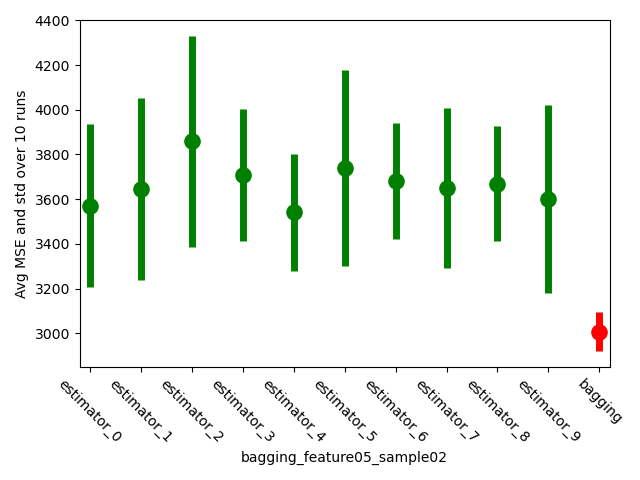 4400
4200
4000
3800
3600
3400
3200
3000
Avg MSE and std over 10 runs
estimator_0
estimator_1
estimator_2
estimator_3
estimator_4
estimator_5
estimator_6
estimator_7
estimator_8
estimator_9
bagging
bagging_feature05_sample02